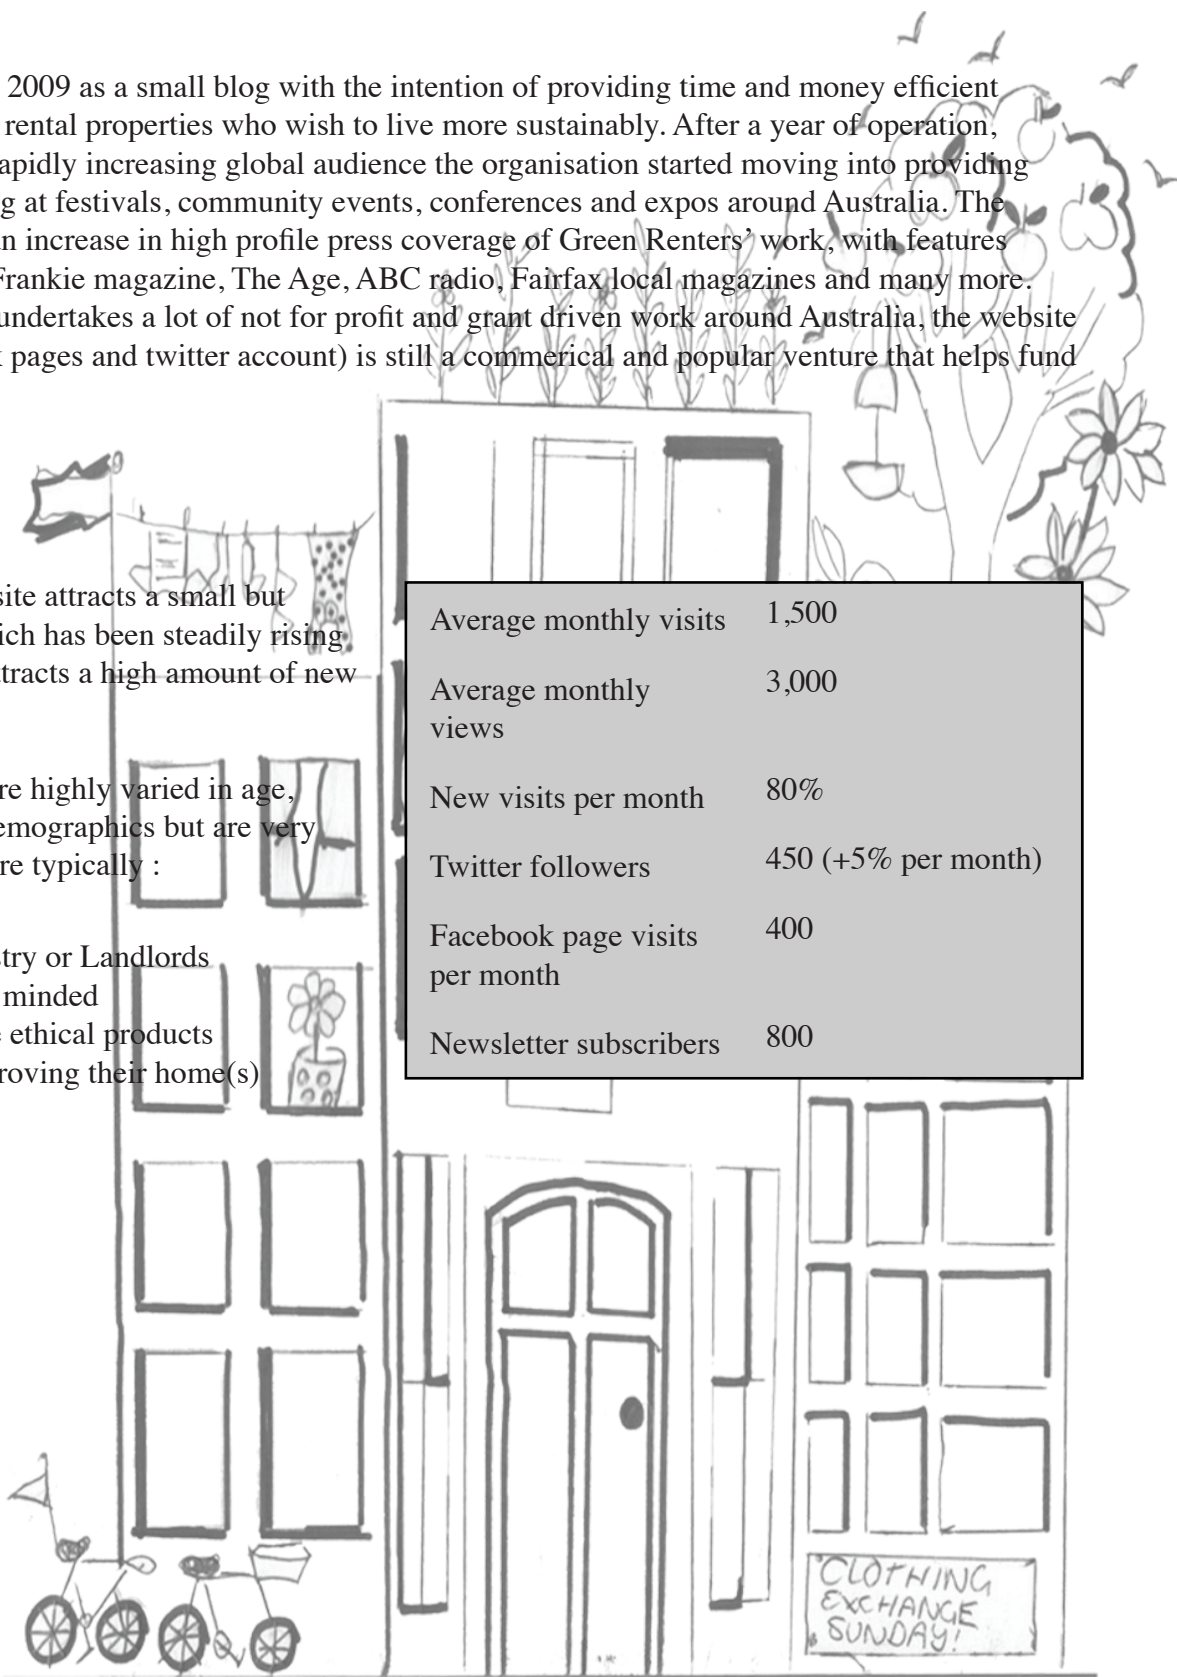 2009 as a small blog with the intention of providing time and money efficient
rental properties who wish to live more sustainably. After a year of operation,
apidly increasing global audience the organisation started moving into providing
g at festivals, community events, conferences and expos around Australia. The
n increase in high profile press coverage of Green Renters' work, with features
Frankie magazine, The Age, ABC radio, Fairfax local magazines and many more.
undertakes a lot of not for profit and grant driven work around Australia, the website
k pages and twitter account) is still a commerical and popular venture that helps fund
site attracts a small but
ich has been steadily rising
ttracts a high amount of new
re highly varied in age,
emographics but are very
re typically :
stry or Landlords
minded
e ethical products
roving their home(s)
Average monthly visits 1,500
Average monthly 3,000
views
New visits per month 80%
Twitter followers 450 (+5% per month)
Facebook page visits 400
per month
Newsletter subscribers 800
CLOTHING
EXCHANGE
SUNDAY!